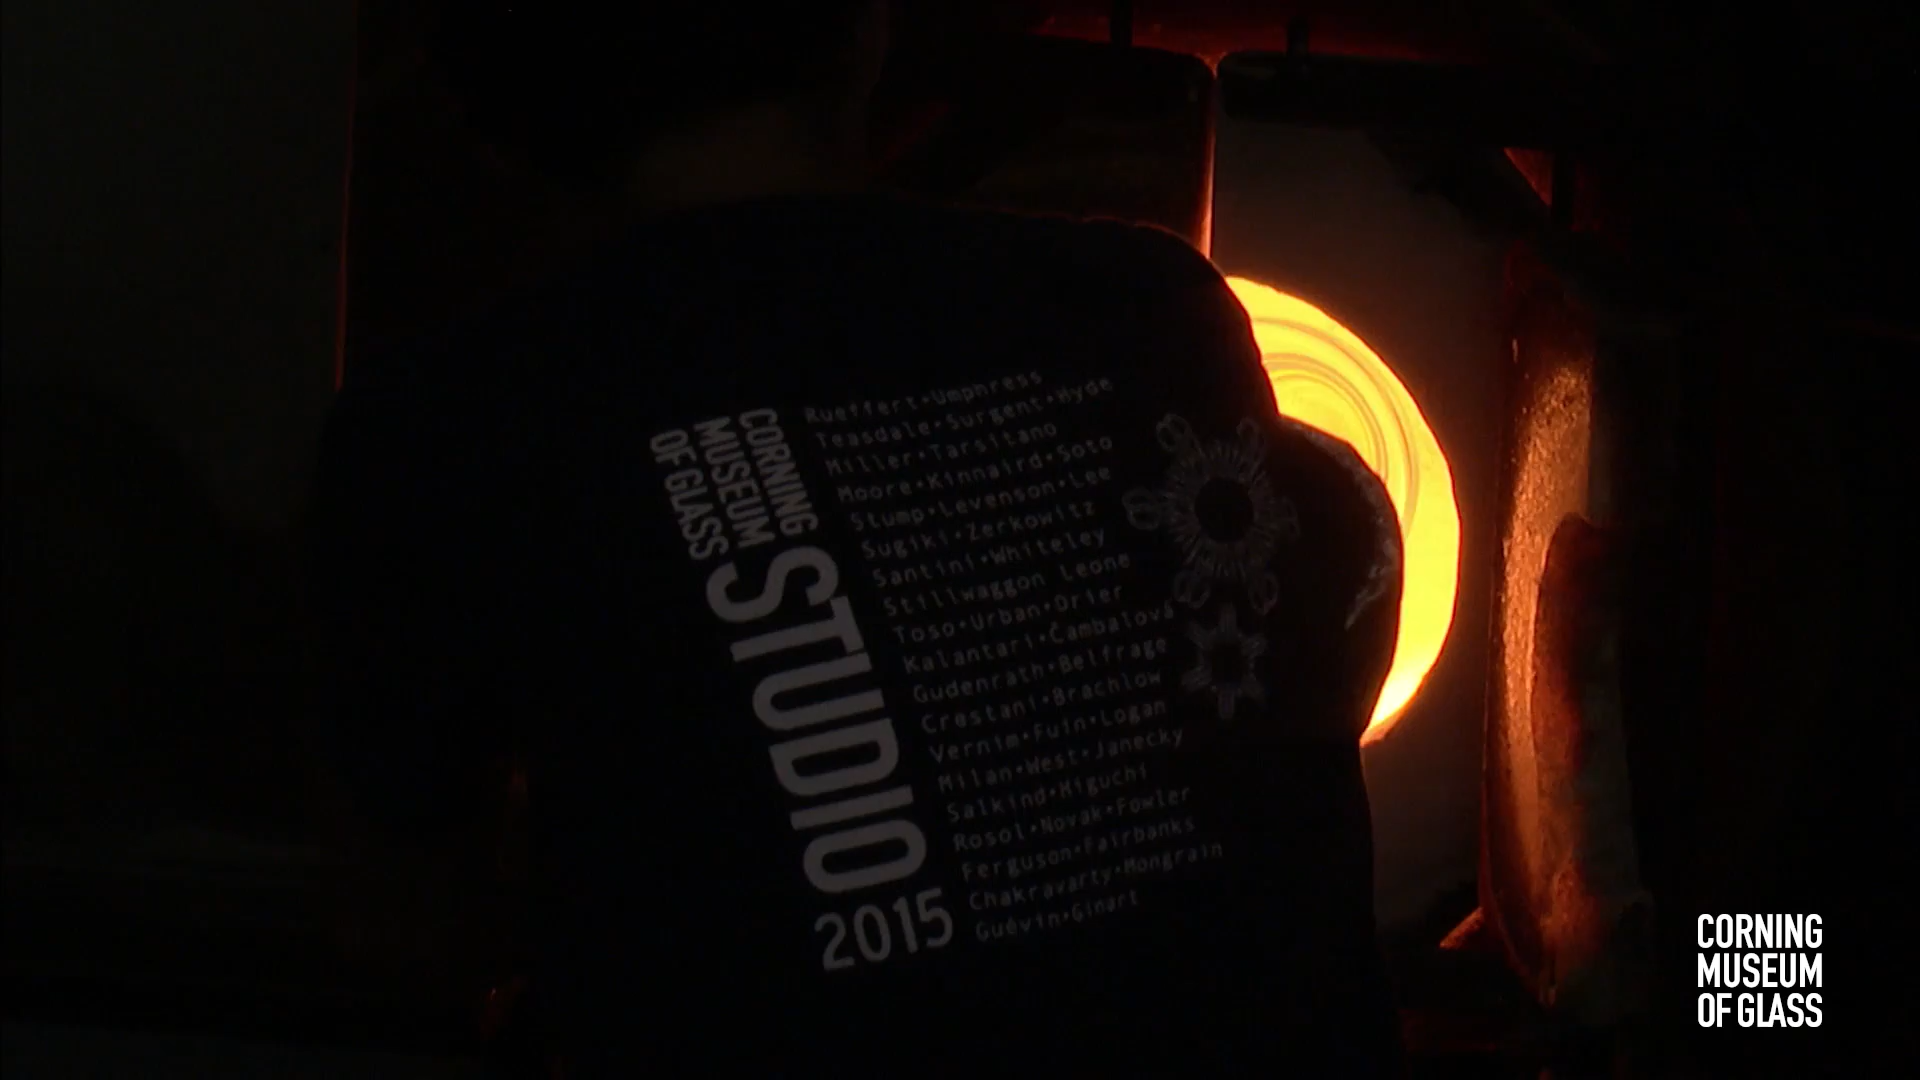 CORNING
MUSEUM
OF GLASS
STUDIO
2015
Rueffert•Umphress
Teasdale•Surgent•Hyde
Miller•Tarsitano
Moore•Kinnaird•Soto
Stump•Levenson•Lee
Sugiki•Zerkowitz
Santini•Whiteley
Stillwaggon Leone
Toso•Urban•Drier
Kalantari•Čambalová
Gudenrath•Belfrage
Crestani•Brachlow
Vernim•Fuin•Logan
Milan•West•Janecky
Salkind•Higuchi
Rosol•Novak•Fowler
Ferguson•Fairbanks
Chakravarty•Mongrain
Guévin•Ginart
CORNING
MUSEUM
OF GLASS